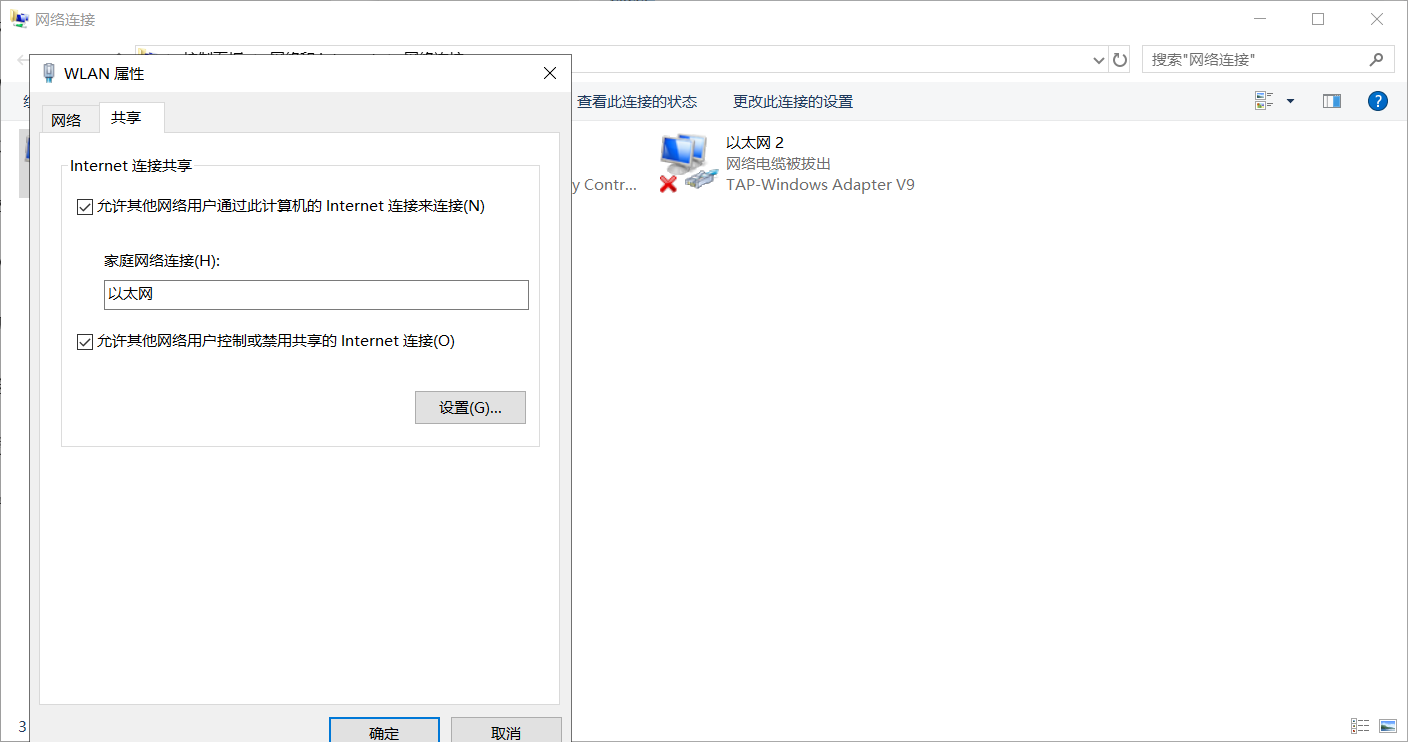 网络连接
搜索"网络连接"
WLAN 属性
查看此连接的状态
更改此连接的设置
网络
共享
Internet 连接共享
允许其他网络用户通过此计算机的 Internet 连接来连接(N)
家庭网络连接(H):
以太网
允许其他网络用户控制或禁用共享的 Internet 连接(O)
设置(G)...
确定
取消
以太网 2
网络电缆被拔出
y Contr...
TAP-Windows Adapter V9
3